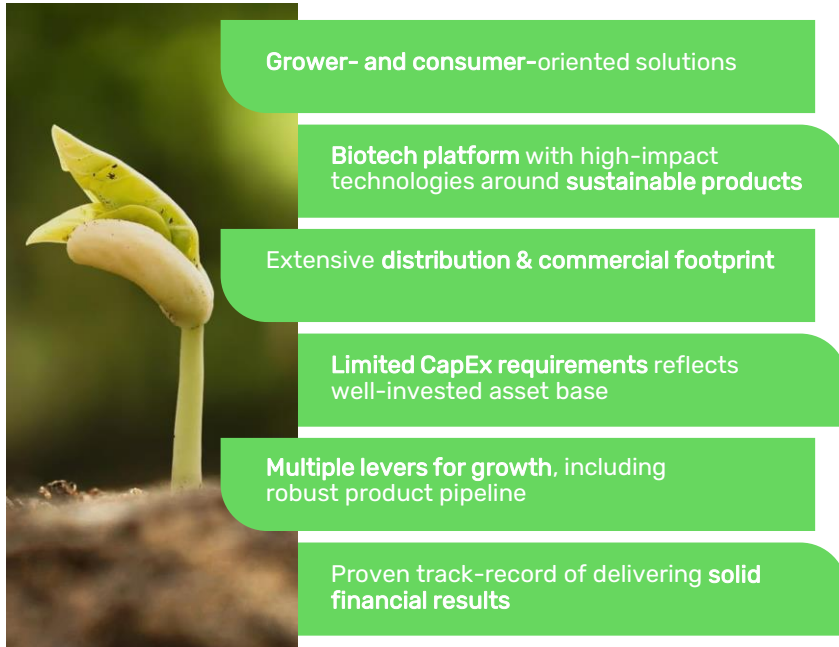 Grower- and consumer-oriented solutions
Biotech platform with high-impact
technologies around sustainable products
Extensive distribution & commercial footprint
Limited CapEx requirements reflects
well-invested asset base
Multiple levers for growth, including
robust product pipeline
Proven track-record of delivering solid
financial results